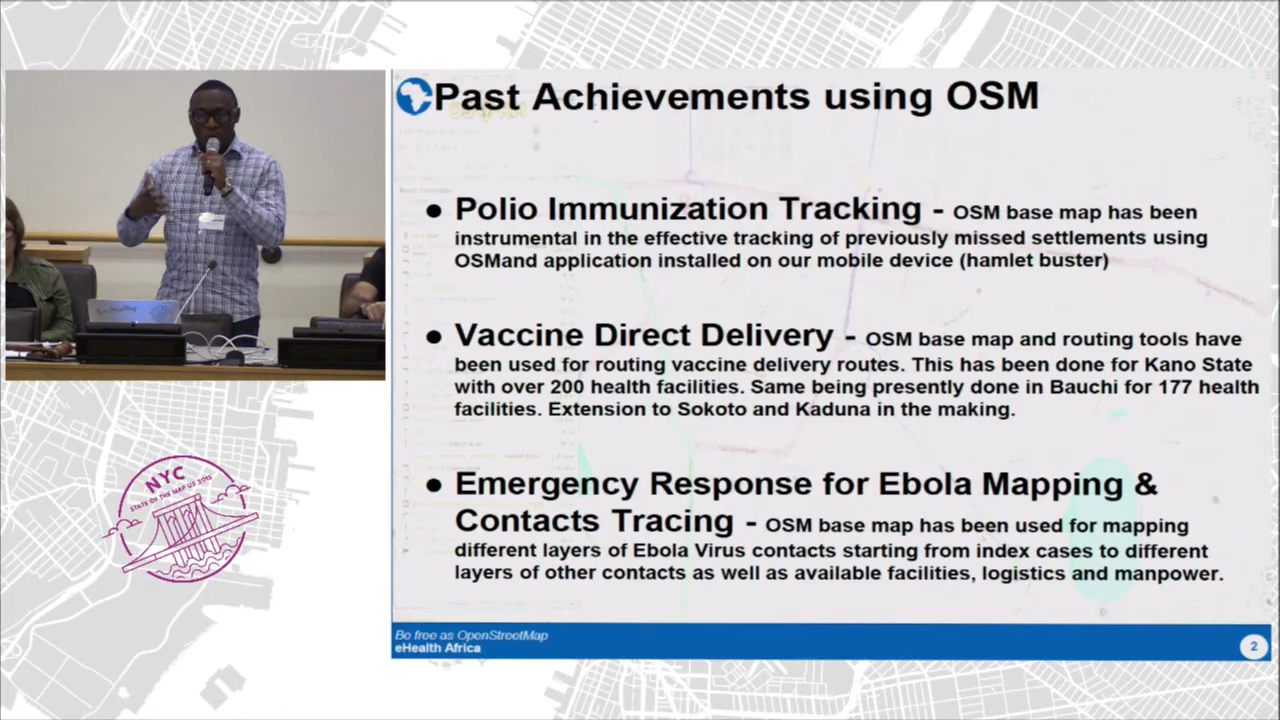 Past Achievements using OSM
● Polio Immunization Tracking - OSM base map has been
instrumental in the effective tracking of previously missed settlements using
OSMand application installed on our mobile device (hamlet buster)
● Vaccine Direct Delivery - OSM base map and routing tools have
been used for routing vaccine delivery routes. This has been done for Kano State
with over 200 health facilities. Same being presently done in Bauchi for 177 health
facilities. Extension to Sokoto and Kaduna in the making.
● Emergency Response for Ebola Mapping &
Contacts Tracing - OSM base map has been used for mapping
different layers of Ebola Virus contacts starting from index cases to different
layers of other contacts as well as available facilities, logistics and manpower.
Be free as OpenStreetMap
eHealth Africa
2
NYC
STATE OF THE MAP US 2015